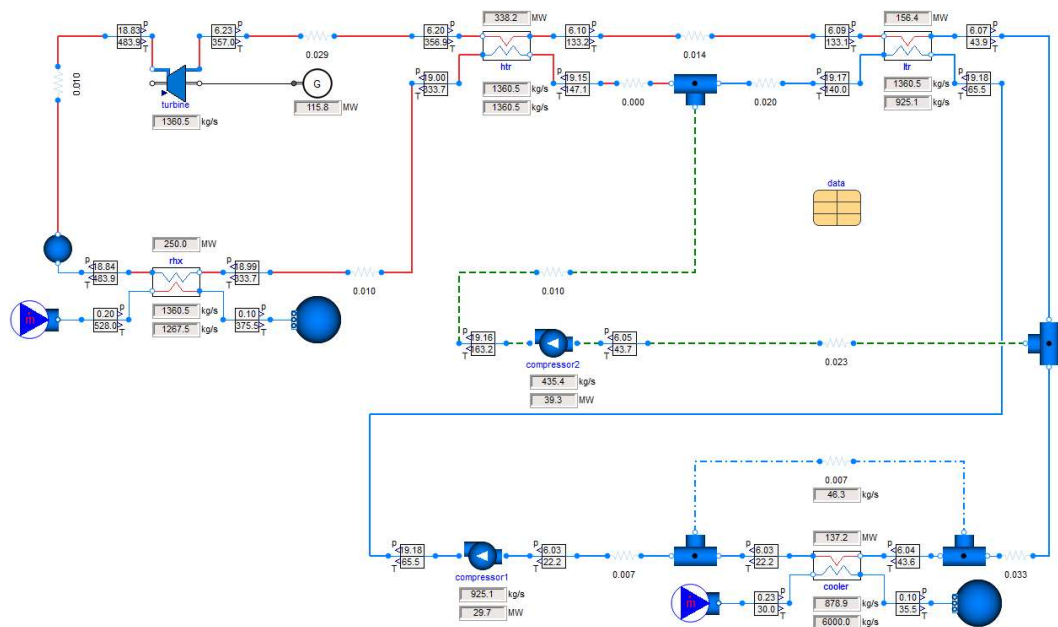 18.83
483.9
p
T
6.23
357.0
p
T
0.029
6.20
356.9
p
T
338.2 MW
htr
6.10
133.2
p
T
0.014
6.09
133.1
p
T
156.4 MW
ltr
6.07
43.9
p
T
0.010
turbine
1360.5 kg/s
G
115.8
MW
19.00
333.7
p
T
1360.5 kg/s
1360.5 kg/s
19.15
147.1
p
T
0.000
0.020
19.17
140.0
p
T
1360.5 kg/s
925.1 kg/s
19.18
65.5
p
T
data
250.0 MW
rhx
18.84
483.9
p
T
18.99
333.7
p
T
0.010
0.010
ṁ
0.20
528.0
p
T
1360.5 kg/s
1267.5 kg/s
0.10
375.5
p
T
19.16
163.2
p
T
compressor2
435.4 kg/s
39.3 MW
6.05
43.7
p
T
0.023
0.007
46.3 kg/s
19.18
65.5
p
T
compressor1
925.1 kg/s
29.7 MW
6.03
22.2
p
T
0.007
6.03
22.2
p
T
137.2 MW
cooler
6.04
43.6
p
T
0.033
ṁ
0.23
30.0
p
T
878.9 kg/s
6000.0 kg/s
0.10
35.5
p
T